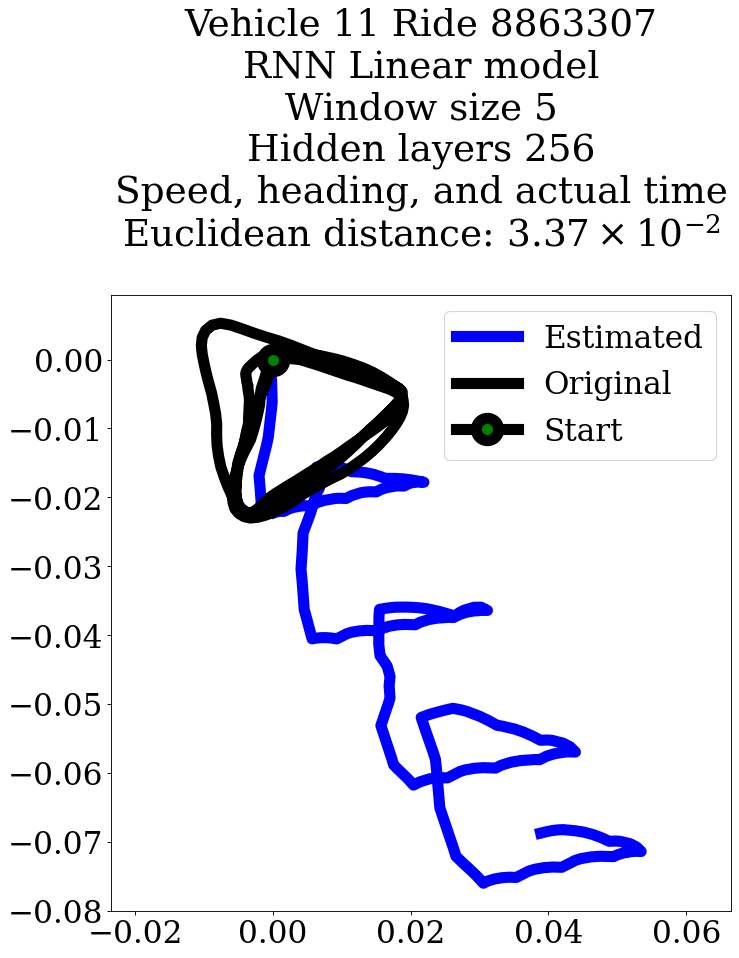 Vehicle 11 Ride 8863307
RNN Linear model
Window size 5
Hidden layers 256
Speed, heading, and actual time
Euclidean distance: 3.37 × 10⁻²
Estimated
Original
Start
0.00
−0.01
−0.02
−0.03
−0.04
−0.05
−0.06
−0.07
−0.08
−0.02 0.00 0.02 0.04 0.06